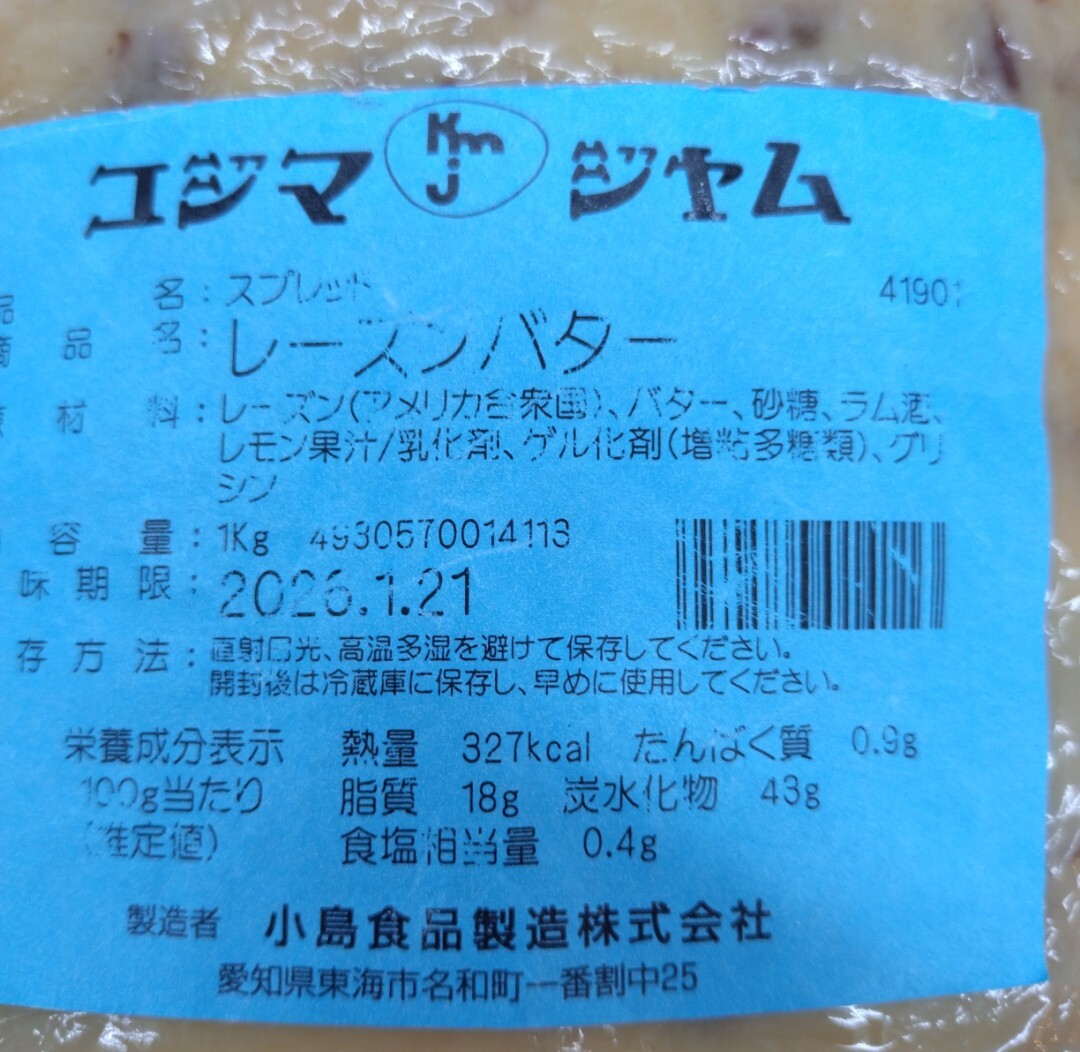 コジマ Kmj ジャム
品 名：スプレッド 41901
商 品 名：レーズンバター
材 料：レーズン(アメリカ合衆国)、バター、砂糖、ラム酒、
レモン果汁/乳化剤、ゲル化剤(増粘多糖類)、グリ
シン
容 量：1Kg 4930570014113
味 期 限：2026.1.21
存 方 法：直射日光、高温多湿を避けて保存してください。
開封後は冷蔵庫に保存し、早めに使用してください。
栄養成分表示 熱量 327kcal たんぱく質 0.9g
100g当たり 脂質 18g 炭水化物 43g
(推定値) 食塩相当量 0.4g
製造者 小島食品製造株式会社
愛知県東海市名和町一番割中25